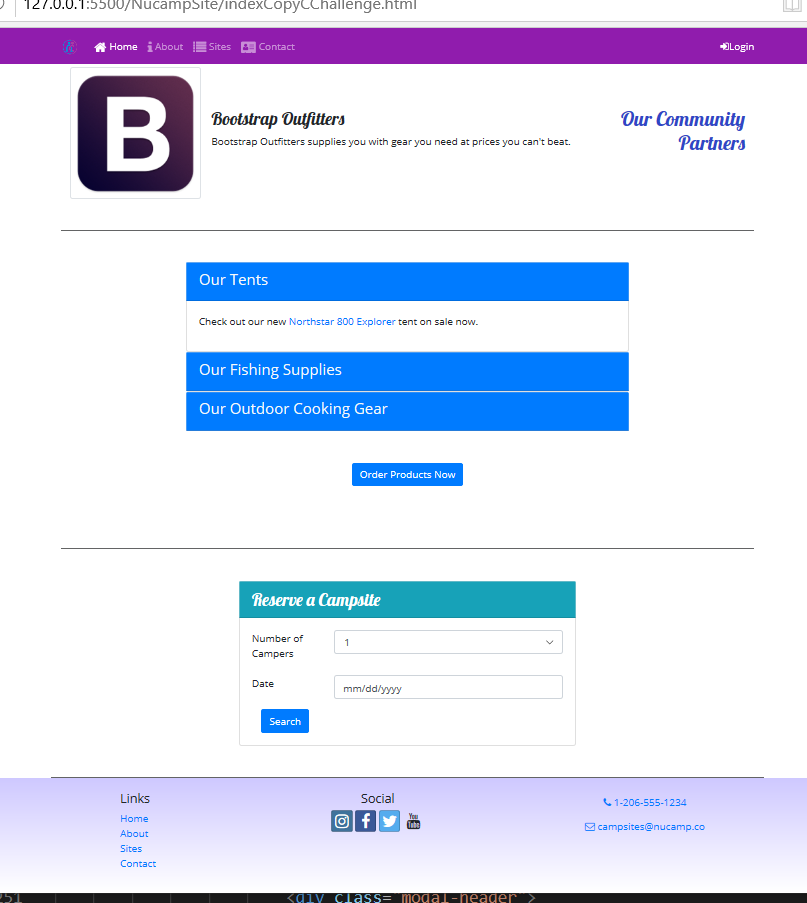 127.0.0.1:5500/NucampSite/indexCopyCChallenge.html
Home About Sites Contact Login
B
Bootstrap Outfitters
Bootstrap Outfitters supplies you with gear you need at prices you can't beat.
Our Community
Partners
Our Tents
Check out our new Northstar 800 Explorer tent on sale now.
Our Fishing Supplies
Our Outdoor Cooking Gear
Order Products Now
Reserve a Campsite
Number of
Campers
1
Date
mm/dd/yyyy
Search
Links
Home
About
Sites
Contact
Social
You
Tube
1-206-555-1234
campsites@nucamp.co
251 <div class="modal-header">